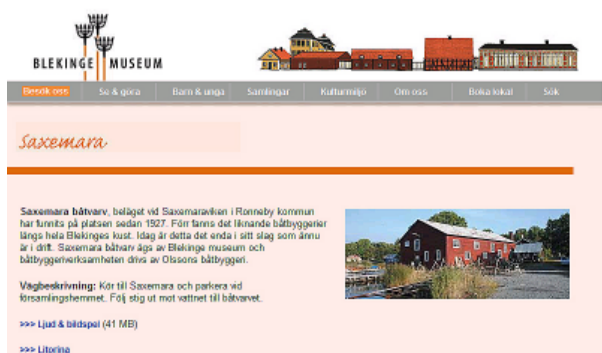 BLEKINGE MUSEUM
Besök oss Se & göra Barn & unga Samlingar Kulturmiljö Om oss Boka lokal Sök
Saxemara
Saxemara båtvarv, beläget vid Saxemaraviken i Ronneby kommun
har funnits på platsen sedan 1927. Förr fanns det liknande båtbyggerier
längs hela Blekinges kust. Idag är detta det enda i sitt slag som ännu
är i drift. Saxemara båtvarv ägs av Blekinge museum och
båtbyggeriverksamheten drivs av Olssons båtbyggeri.
Vägbeskrivning: Kör till Saxemara och parkera vid
församlingshemmet. Följ stig ut mot vattnet till båtvarvet.
>>> Ljud & bildspel (41 MB)
>>> Litorina